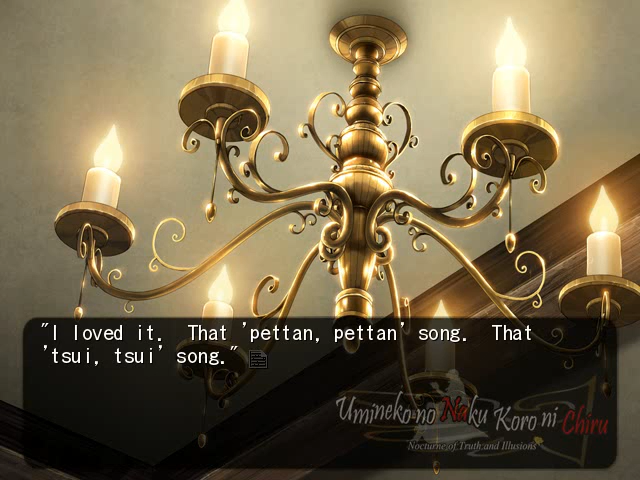 "I loved it.  That 'pettan, pettan' song.  That
'tsui, tsui' song."
Umineko no Naku Koro ni Chiru
Nocturne of Truth and Illusions